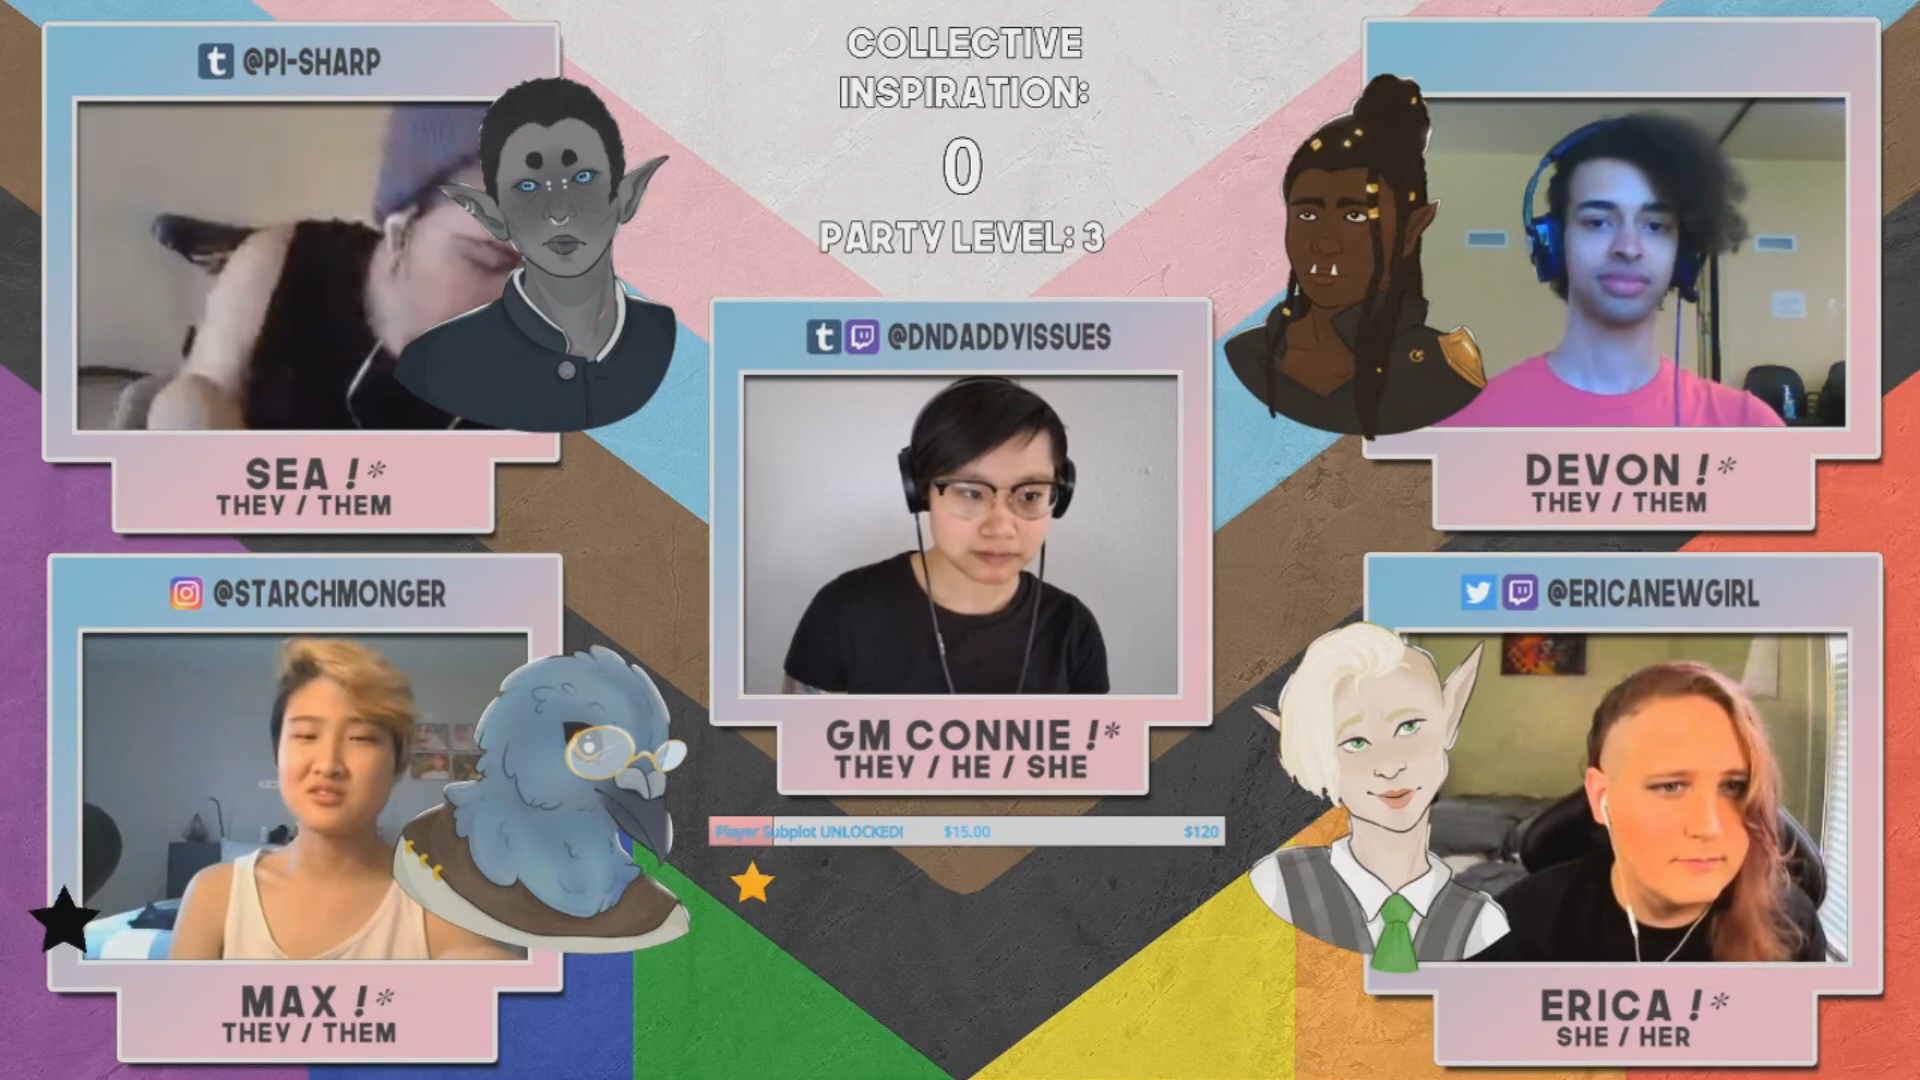 @PI-SHARP
SEA !*
THEY / THEM
COLLECTIVE
INSPIRATION:
0
PARTY LEVEL: 3
DEVON !*
THEY / THEM
@DNDADDYISSUES
GM CONNIE !*
THEY / HE / SHE
Player Subplot UNLOCKED! $15.00 $120
@STARCHMONGER
MAX !*
THEY / THEM
@ERICANEWGIRL
ERICA !*
SHE / HER